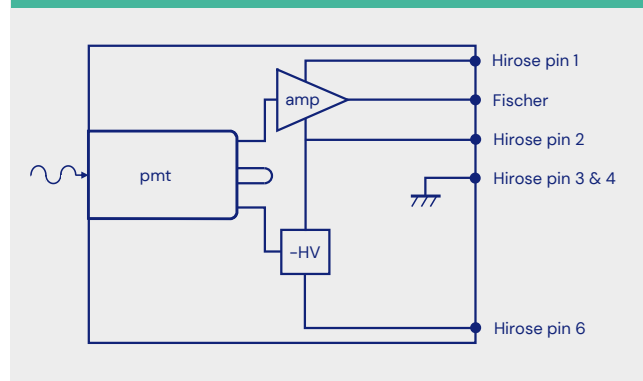 Hirose pin 1
amp
Fischer
Hirose pin 2
pmt
Hirose pin 3 & 4
-HV
Hirose pin 6